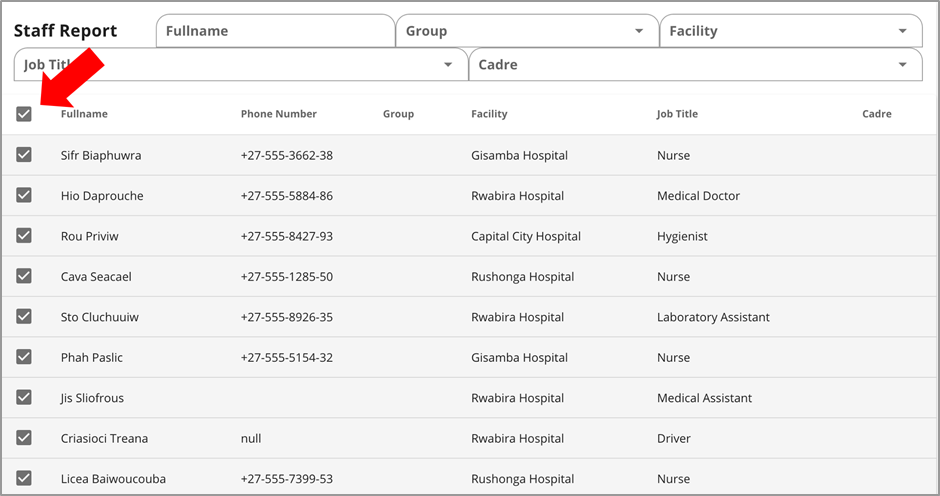 Staff Report Fullname Group Facility
Job Title Cadre
Fullname Phone Number Group Facility Job Title Cadre
Sifr Biaphuwra +27-555-3662-38 Gisamba Hospital Nurse
Hio Daprouche +27-555-5884-86 Rwabira Hospital Medical Doctor
Rou Priviw +27-555-8427-93 Capital City Hospital Hygienist
Cava Seacael +27-555-1285-50 Rushonga Hospital Nurse
Sto Cluchuuiw +27-555-8926-35 Rwabira Hospital Laboratory Assistant
Phah Paslic +27-555-5154-32 Gisamba Hospital Nurse
Jis Sliofrous Rwabira Hospital Medical Assistant
Criasioci Treana null Rwabira Hospital Driver
Licea Baiwoucouba +27-555-7399-53 Rushonga Hospital Nurse